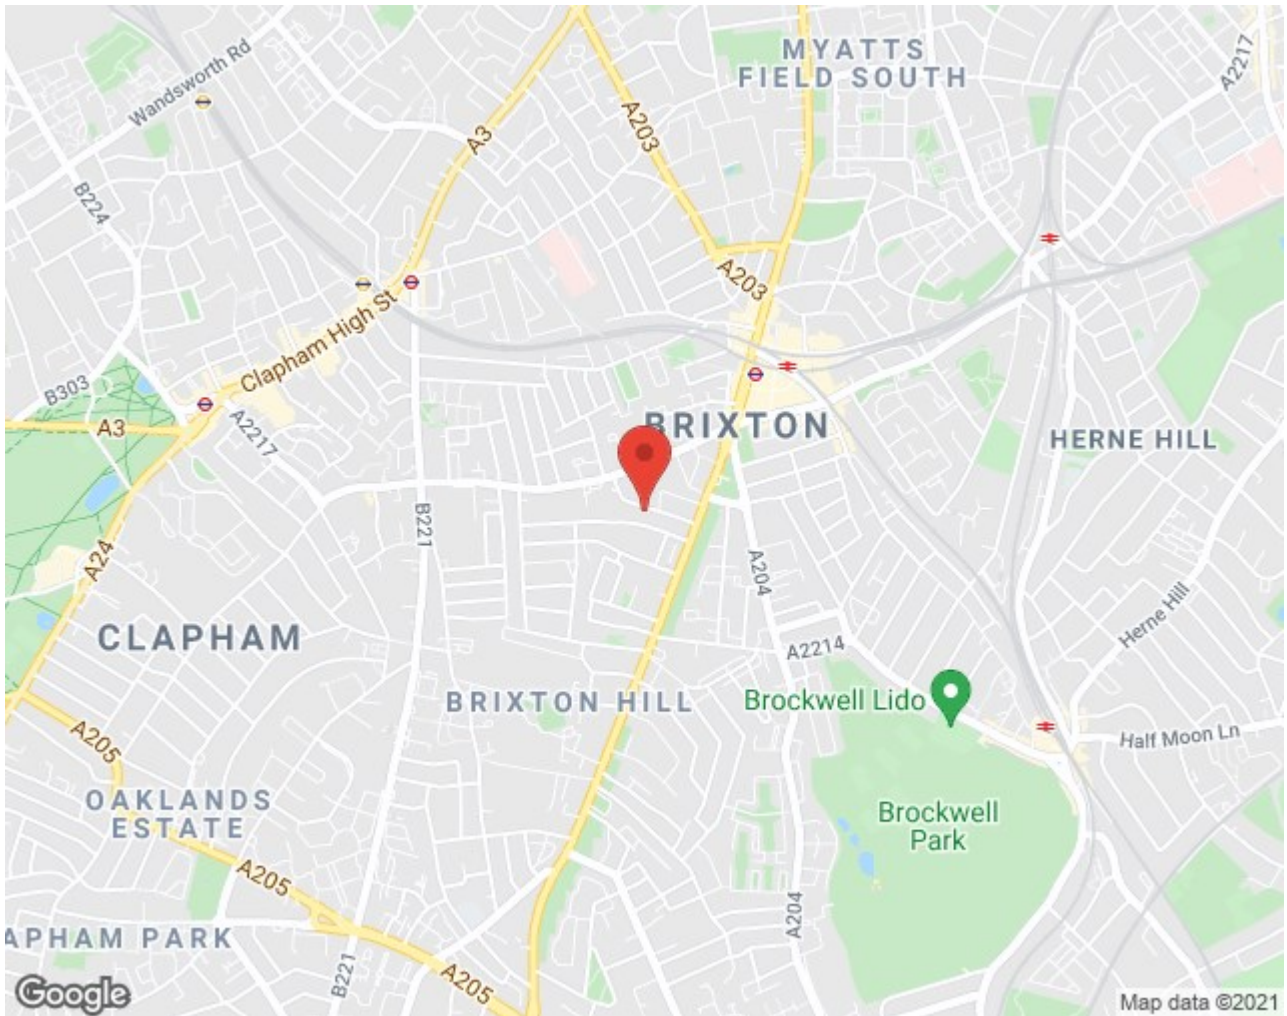 MYATTS
FIELD SOUTH
A2217
Wandsworth Rd
A3
A203
B224
A203
Clapham High St
B303
A3
A2217
BRIXTON
HERNE HILL
B221
A24
A204
Herne Hill
CLAPHAM
A2214
BRIXTON HILL
Brockwell Lido
A205
Half Moon Ln
OAKLANDS
ESTATE
Brockwell
Park
A205
A204
APHAM PARK
B221
A205
Google
Map data ©2021